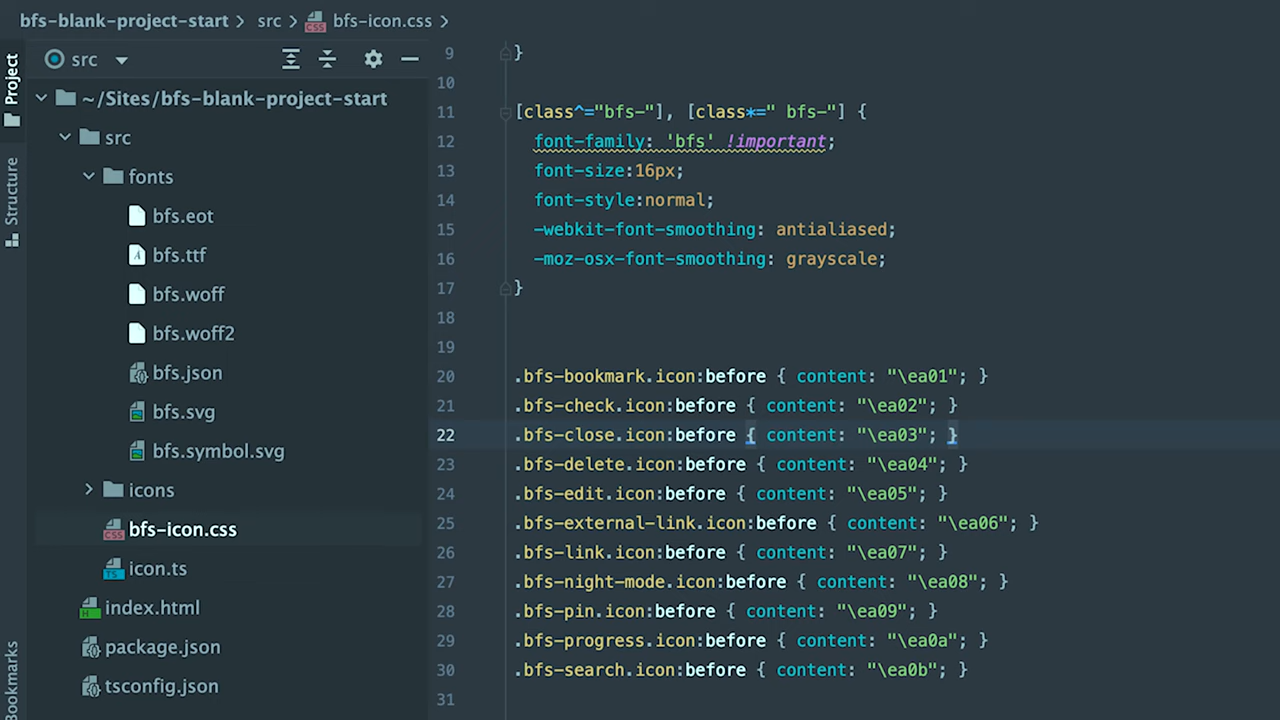 bfs-blank-project-start > src > bfs-icon.css >
Project
Structure
Bookmarks
src
~/Sites/bfs-blank-project-start
src
fonts
bfs.eot
bfs.ttf
bfs.woff
bfs.woff2
bfs.json
bfs.svg
bfs.symbol.svg
icons
bfs-icon.css
icon.ts
index.html
package.json
tsconfig.json
9 }
10
11 [class^="bfs-"], [class*=" bfs-"] {
12 font-family: 'bfs' !important;
13 font-size:16px;
14 font-style:normal;
15 -webkit-font-smoothing: antialiased;
16 -moz-osx-font-smoothing: grayscale;
17 }
18
19
20 .bfs-bookmark.icon:before { content: "\ea01"; }
21 .bfs-check.icon:before { content: "\ea02"; }
22 .bfs-close.icon:before { content: "\ea03"; }
23 .bfs-delete.icon:before { content: "\ea04"; }
24 .bfs-edit.icon:before { content: "\ea05"; }
25 .bfs-external-link.icon:before { content: "\ea06"; }
26 .bfs-link.icon:before { content: "\ea07"; }
27 .bfs-night-mode.icon:before { content: "\ea08"; }
28 .bfs-pin.icon:before { content: "\ea09"; }
29 .bfs-progress.icon:before { content: "\ea0a"; }
30 .bfs-search.icon:before { content: "\ea0b"; }
31